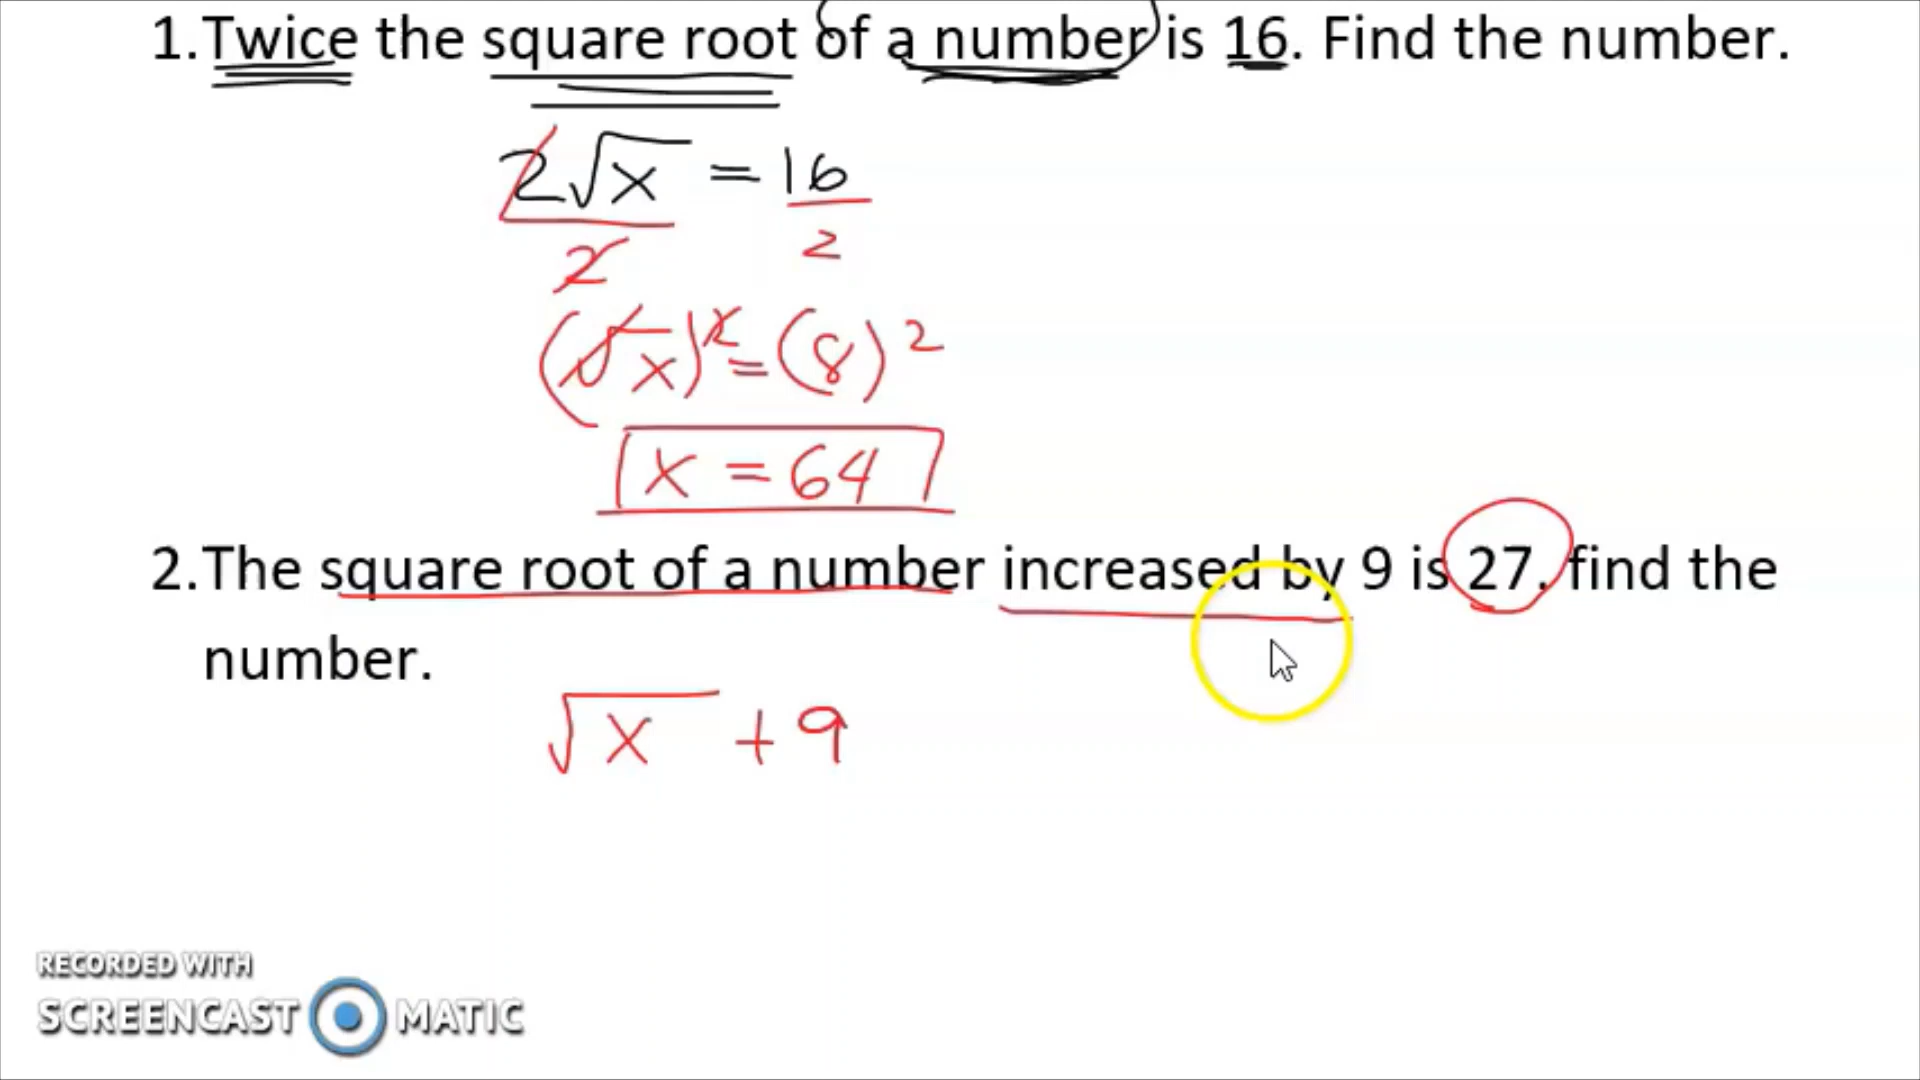 1.Twice the square root of a number is 16. Find the number.
2√x = 16
2 2
(√x)² = (8)²
x = 64
2.The square root of a number increased by 9 is 27. find the
number.
√x + 9
RECORDED WITH
SCREENCAST MATIC